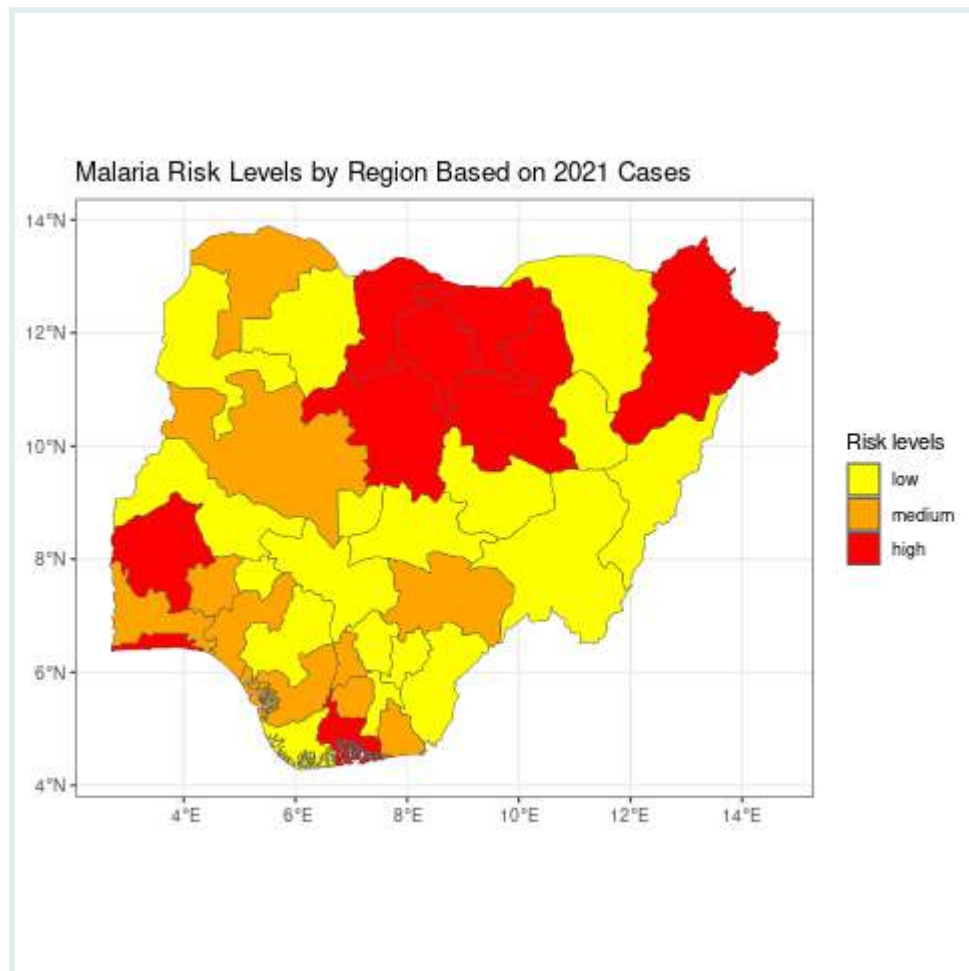 Malaria Risk Levels by Region Based on 2021 Cases
14°N
12°N
10°N
8°N
6°N
4°N
4°E 6°E 8°E 10°E 12°E 14°E
Risk levels
low
medium
high